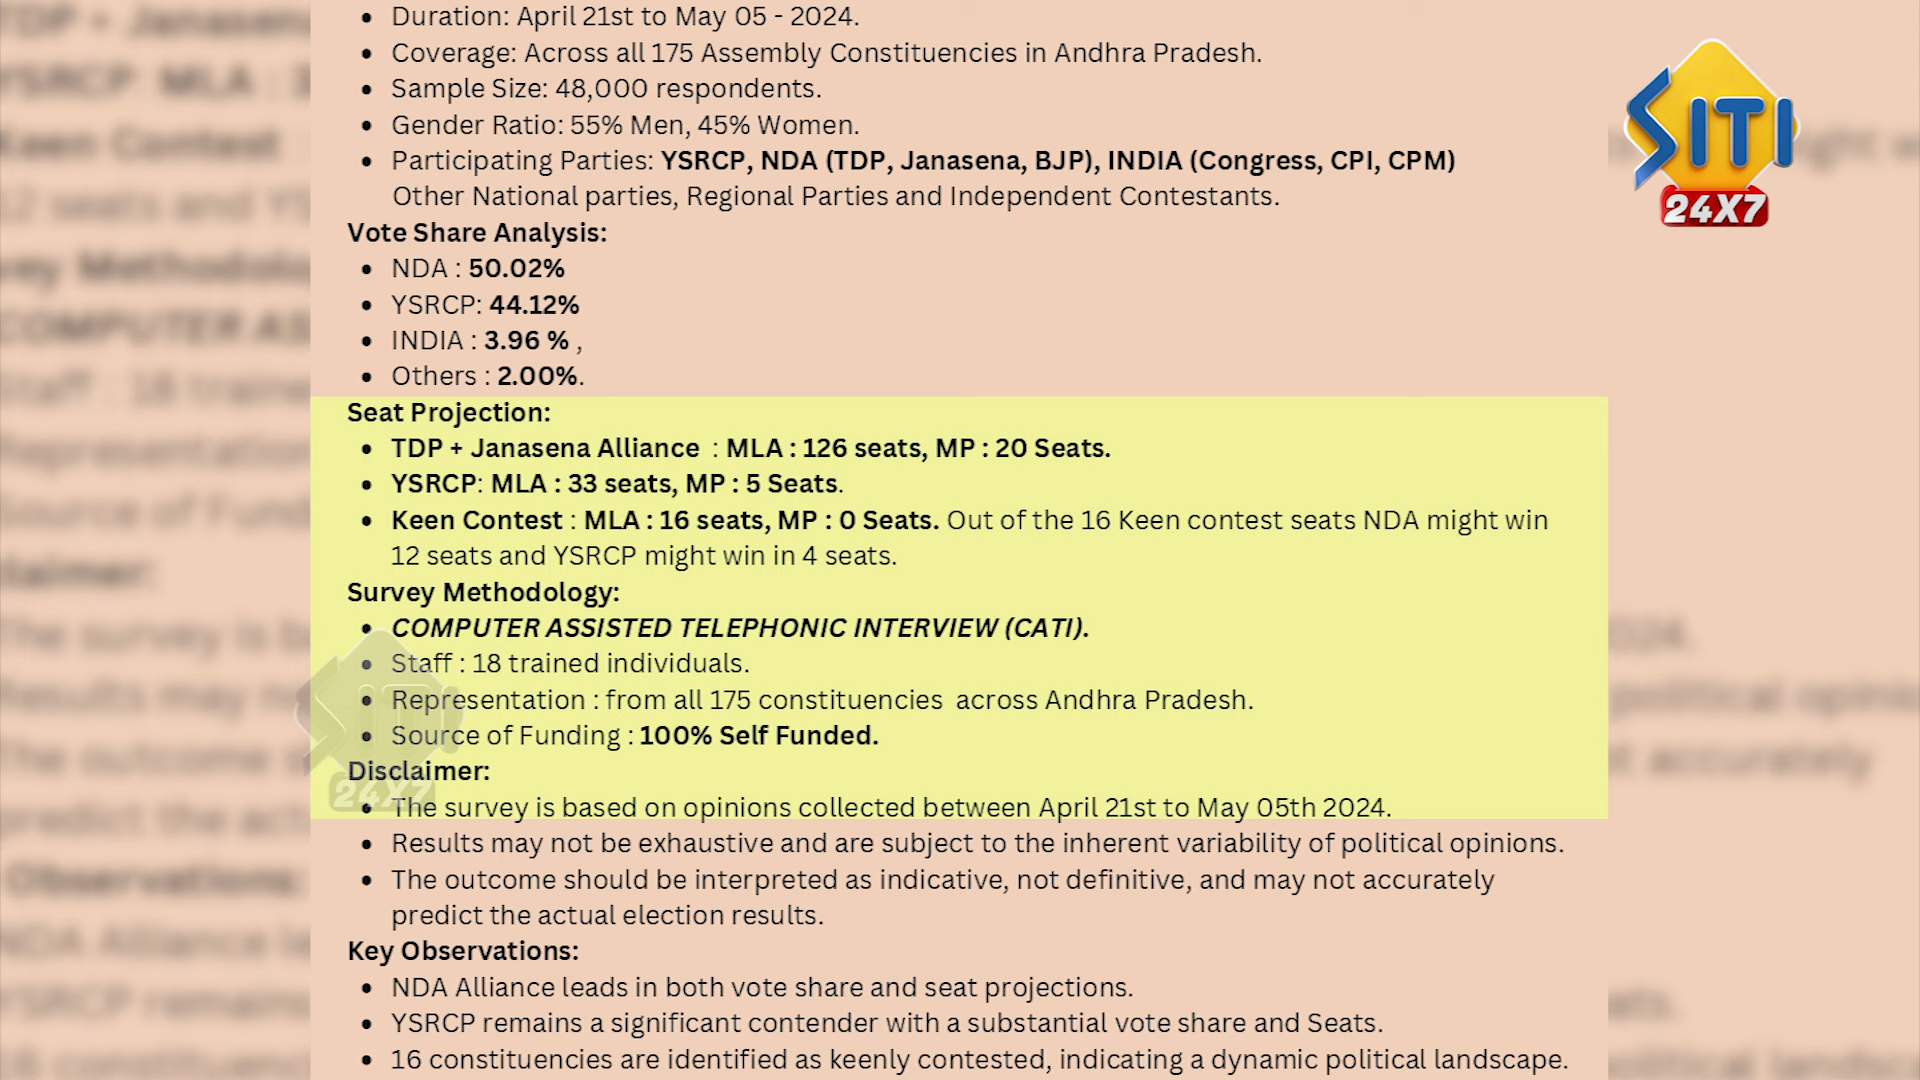 • Duration: April 21st to May 05 - 2024.
• Coverage: Across all 175 Assembly Constituencies in Andhra Pradesh.
• Sample Size: 48,000 respondents.
• Gender Ratio: 55% Men, 45% Women.
• Participating Parties: YSRCP, NDA (TDP, Janasena, BJP), INDIA (Congress, CPI, CPM)
Other National parties, Regional Parties and Independent Contestants.
Vote Share Analysis:
• NDA : 50.02%
• YSRCP: 44.12%
• INDIA : 3.96 % ,
• Others : 2.00%.
Seat Projection:
• TDP + Janasena Alliance : MLA : 126 seats, MP : 20 Seats.
• YSRCP: MLA : 33 seats, MP : 5 Seats.
• Keen Contest : MLA : 16 seats, MP : 0 Seats. Out of the 16 Keen contest seats NDA might win
12 seats and YSRCP might win in 4 seats.
Survey Methodology:
• COMPUTER ASSISTED TELEPHONIC INTERVIEW (CATI).
• Staff : 18 trained individuals.
• Representation : from all 175 constituencies across Andhra Pradesh.
• Source of Funding : 100% Self Funded.
Disclaimer:
• The survey is based on opinions collected between April 21st to May 05th 2024.
• Results may not be exhaustive and are subject to the inherent variability of political opinions.
• The outcome should be interpreted as indicative, not definitive, and may not accurately
predict the actual election results.
Key Observations:
• NDA Alliance leads in both vote share and seat projections.
• YSRCP remains a significant contender with a substantial vote share and Seats.
• 16 constituencies are identified as keenly contested, indicating a dynamic political landscape.
SITI
24X7
SITI
24X7